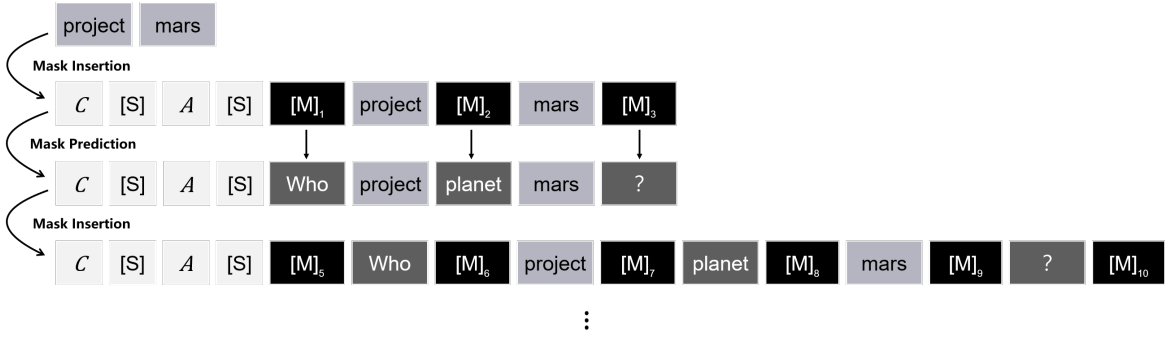 project mars
Mask Insertion
C [S] A [S] [M]1 project [M]2 mars [M]3
Mask Prediction
C [S] A [S] Who project planet mars ?
Mask Insertion
C [S] A [S] [M]5 Who [M]6 project [M]7 planet [M]8 mars [M]9 ? [M]10